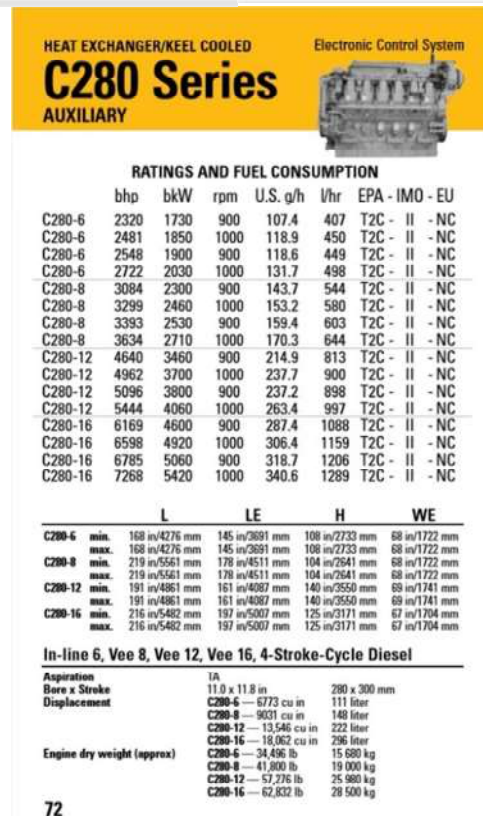 HEAT EXCHANGER/KEEL COOLED Electronic Control System
C280 Series
AUXILIARY
RATINGS AND FUEL CONSUMPTION
bhp bkW rpm U.S. g/h l/hr EPA - IMO - EU
C280-6 2320 1730 900 107.4 407 T2C - II - NC
C280-6 2481 1850 1000 118.9 450 T2C - II - NC
C280-6 2548 1900 900 118.6 449 T2C - II - NC
C280-6 2722 2030 1000 131.7 498 T2C - II - NC
C280-8 3084 2300 900 143.7 544 T2C - II - NC
C280-8 3299 2460 1000 153.2 580 T2C - II - NC
C280-8 3393 2530 900 159.4 603 T2C - II - NC
C280-8 3634 2710 1000 170.3 644 T2C - II - NC
C280-12 4640 3460 900 214.9 813 T2C - II - NC
C280-12 4962 3700 1000 237.7 900 T2C - II - NC
C280-12 5096 3800 900 237.2 898 T2C - II - NC
C280-12 5444 4060 1000 263.4 997 T2C - II - NC
C280-16 6169 4600 900 287.4 1088 T2C - II - NC
C280-16 6598 4920 1000 306.4 1159 T2C - II - NC
C280-16 6785 5060 900 318.7 1206 T2C - II - NC
C280-16 7268 5420 1000 340.6 1289 T2C - II - NC
L LE H WE
C280-6 min. 168 in/4276 mm 145 in/3691 mm 108 in/2733 mm 68 in/1722 mm
max. 168 in/4276 mm 145 in/3691 mm 108 in/2733 mm 68 in/1722 mm
C280-8 min. 219 in/5561 mm 178 in/4511 mm 104 in/2641 mm 68 in/1722 mm
max. 219 in/5561 mm 178 in/4511 mm 104 in/2641 mm 68 in/1722 mm
C280-12 min. 191 in/4861 mm 161 in/4087 mm 140 in/3550 mm 69 in/1741 mm
max. 191 in/4861 mm 161 in/4087 mm 140 in/3550 mm 69 in/1741 mm
C280-16 min. 216 in/5482 mm 197 in/5007 mm 125 in/3171 mm 67 in/1704 mm
max. 216 in/5482 mm 197 in/5007 mm 125 in/3171 mm 67 in/1704 mm
In-line 6, Vee 8, Vee 12, Vee 16, 4-Stroke-Cycle Diesel
Aspiration TA
Bore x Stroke 11.0 x 11.8 in 280 x 300 mm
Displacement C280-6 — 6773 cu in 111 liter
C280-8 — 9031 cu in 148 liter
C280-12 — 13,546 cu in 222 liter
C280-16 — 18,062 cu in 296 liter
Engine dry weight (approx) C280-6 — 34,496 lb 15 680 kg
C280-8 — 41,800 lb 19 000 kg
C280-12 — 57,276 lb 25 980 kg
C280-16 — 62,832 lb 28 500 kg
72